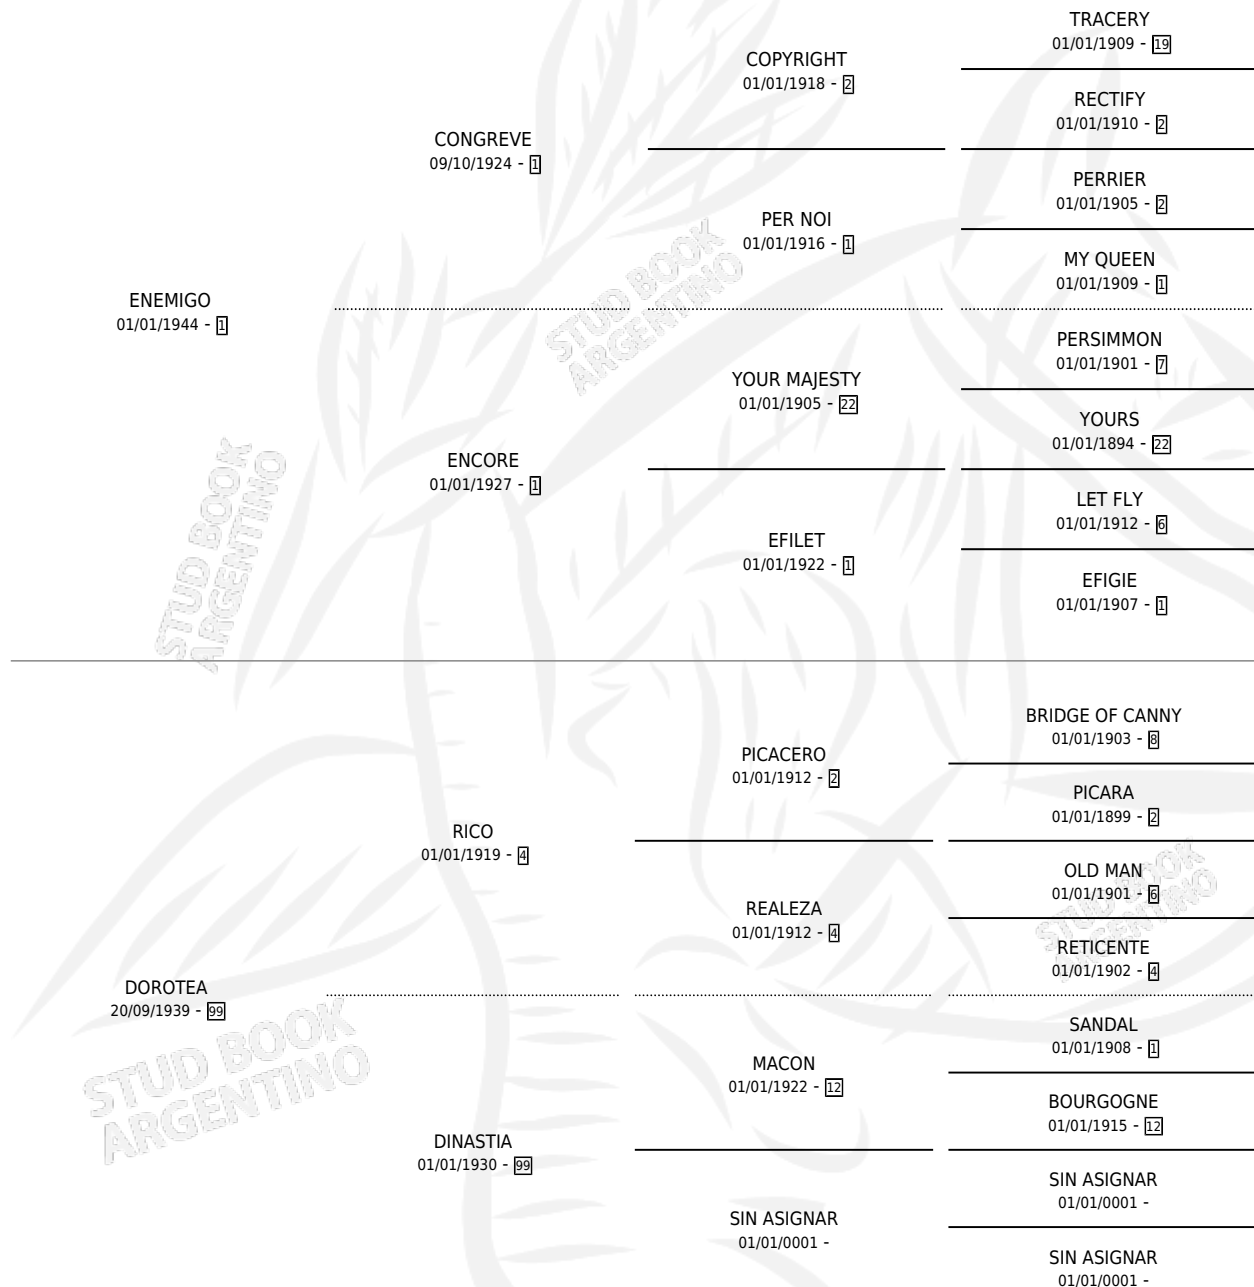 TRACERY
01/01/1909 - 19
COPYRIGHT
01/01/1918 - 2
RECTIFY
01/01/1910 - 2
CONGREVE
09/10/1924 - 1
PERRIER
01/01/1905 - 2
PER NOI
01/01/1916 - 1
MY QUEEN
01/01/1909 - 1
ENEMIGO
01/01/1944 - 1
PERSIMMON
01/01/1901 - 7
YOUR MAJESTY
01/01/1905 - 22
YOURS
01/01/1894 - 22
ENCORE
01/01/1927 - 1
LET FLY
01/01/1912 - 6
EFILET
01/01/1922 - 1
EFIGIE
01/01/1907 - 1
BRIDGE OF CANNY
01/01/1903 - 8
PICACERO
01/01/1912 - 2
PICARA
01/01/1899 - 2
RICO
01/01/1919 - 4
OLD MAN
01/01/1901 - 6
REALEZA
01/01/1912 - 4
RETICENTE
01/01/1902 - 4
DOROTEA
20/09/1939 - 99
SANDAL
01/01/1908 - 1
MACON
01/01/1922 - 12
BOURGOGNE
01/01/1915 - 12
DINASTIA
01/01/1930 - 99
SIN ASIGNAR
01/01/0001 -
SIN ASIGNAR
01/01/0001 -
SIN ASIGNAR
01/01/0001 -
STUD BOOK
ARGENTINO
STUD BOOK
ARGENTINO
STUD BOOK
ARGENTINO
STUD BOOK
ARGENTINO